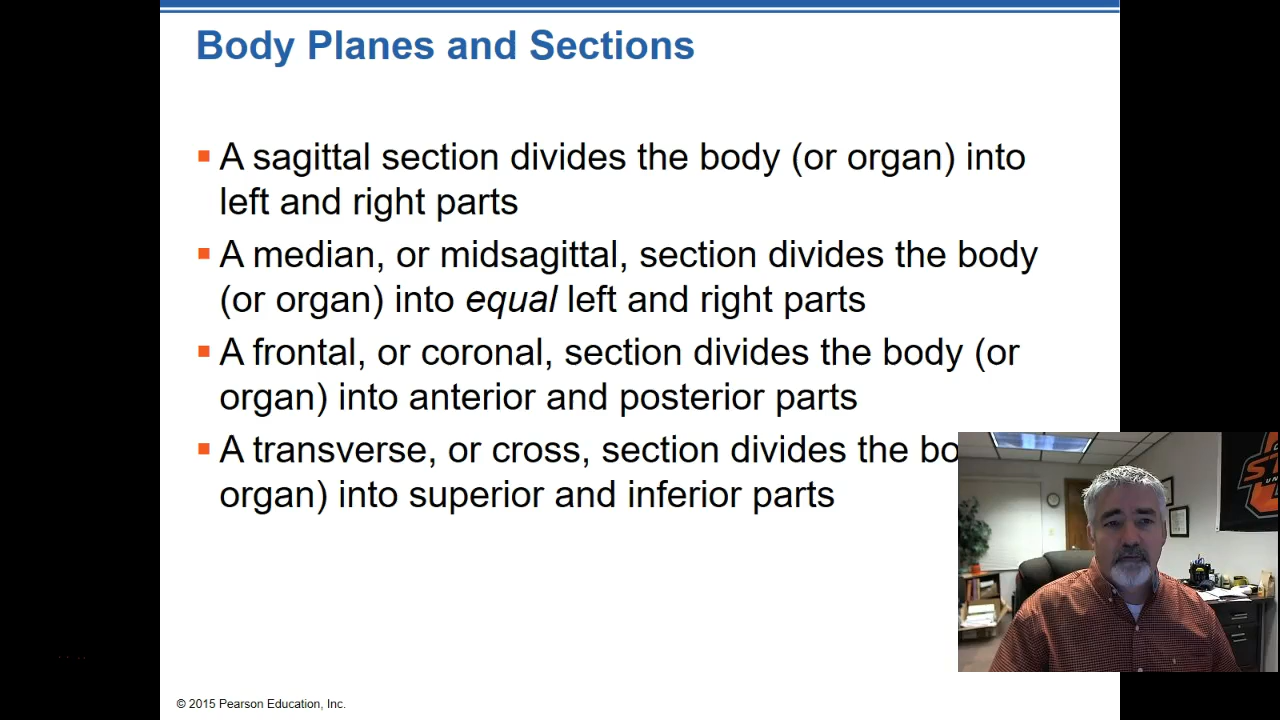 Body Planes and Sections
A sagittal section divides the body (or organ) into
left and right parts
A median, or midsagittal, section divides the body
(or organ) into equal left and right parts
A frontal, or coronal, section divides the body (or
organ) into anterior and posterior parts
A transverse, or cross, section divides the bo
organ) into superior and inferior parts
© 2015 Pearson Education, Inc.